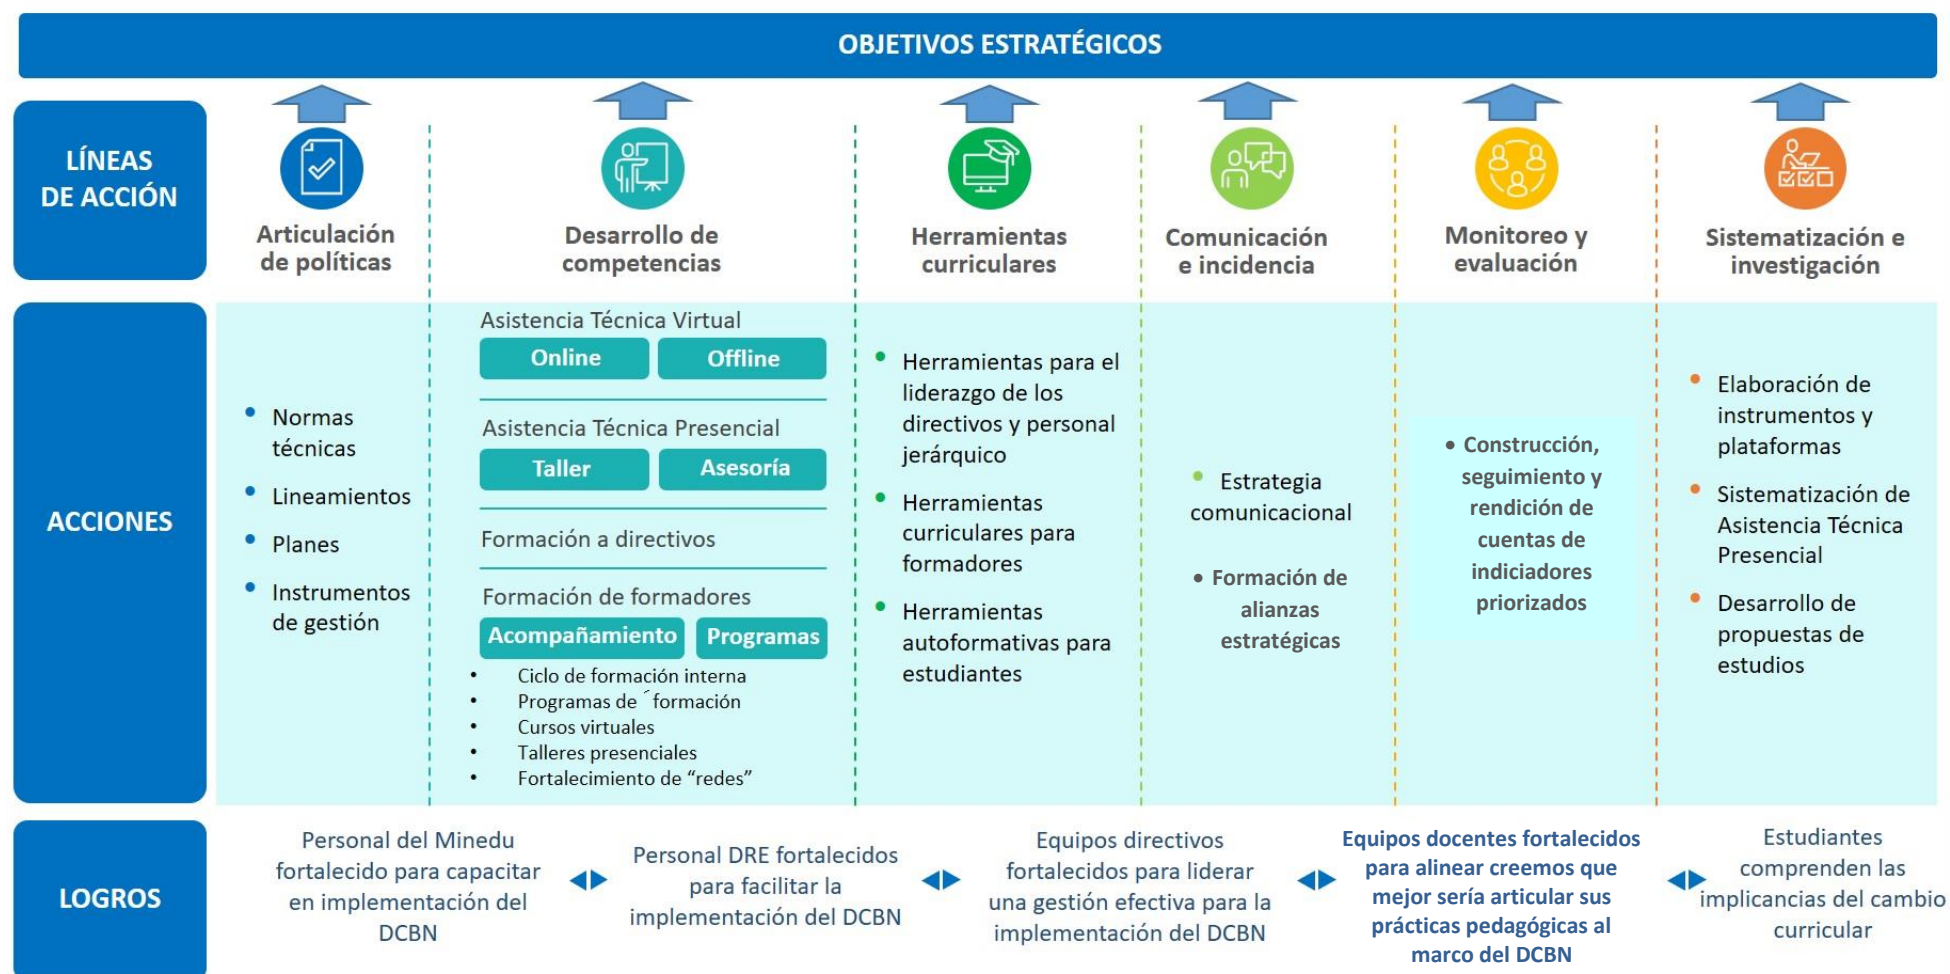 OBJETIVOS ESTRATÉGICOS
LÍNEAS
DE ACCIÓN
Articulación
de políticas
Desarrollo de
competencias
Herramientas
curriculares
Comunicación
e incidencia
Monitoreo y
evaluación
Sistematización e
investigación
ACCIONES
• Normas
técnicas
• Lineamientos
• Planes
• Instrumentos
de gestión
Asistencia Técnica Virtual
Online Offline
Asistencia Técnica Presencial
Taller Asesoría
Formación a directivos
Formación de formadores
Acompañamiento Programas
• Ciclo de formación interna
• Programas de ´formación
• Cursos virtuales
• Talleres presenciales
• Fortalecimiento de “redes”
• Herramientas para el
liderazgo de los
directivos y personal
jerárquico
• Herramientas
curriculares para
formadores
• Herramientas
autoformativas para
estudiantes
• Estrategia
comunicacional
• Formación de
alianzas
estratégicas
• Construcción,
seguimiento y
rendición de
cuentas de
indiciadores
priorizados
• Elaboración de
instrumentos y
plataformas
• Sistematización de
Asistencia Técnica
Presencial
• Desarrollo de
propuestas de
estudios
LOGROS
Personal del Minedu
fortalecido para capacitar
en implementación del
DCBN
Personal DRE fortalecidos
para facilitar la
implementación del DCBN
Equipos directivos
fortalecidos para liderar
una gestión efectiva para la
implementación del DCBN
Equipos docentes fortalecidos
para alinear creemos que
mejor sería articular sus
prácticas pedagógicas al
marco del DCBN
Estudiantes
comprenden las
implicancias del cambio
curricular